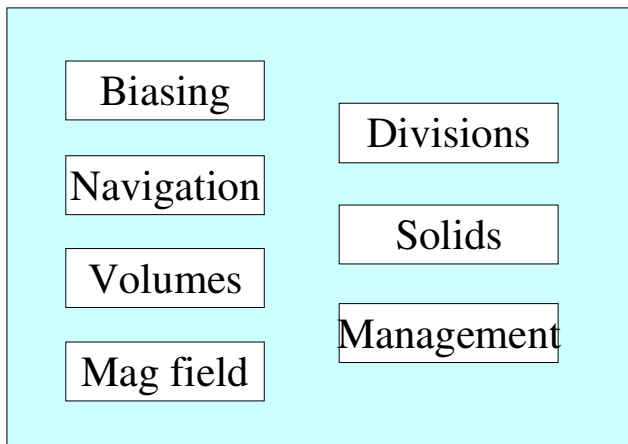 Biasing
Navigation
Volumes
Mag field
Divisions
Solids
Management